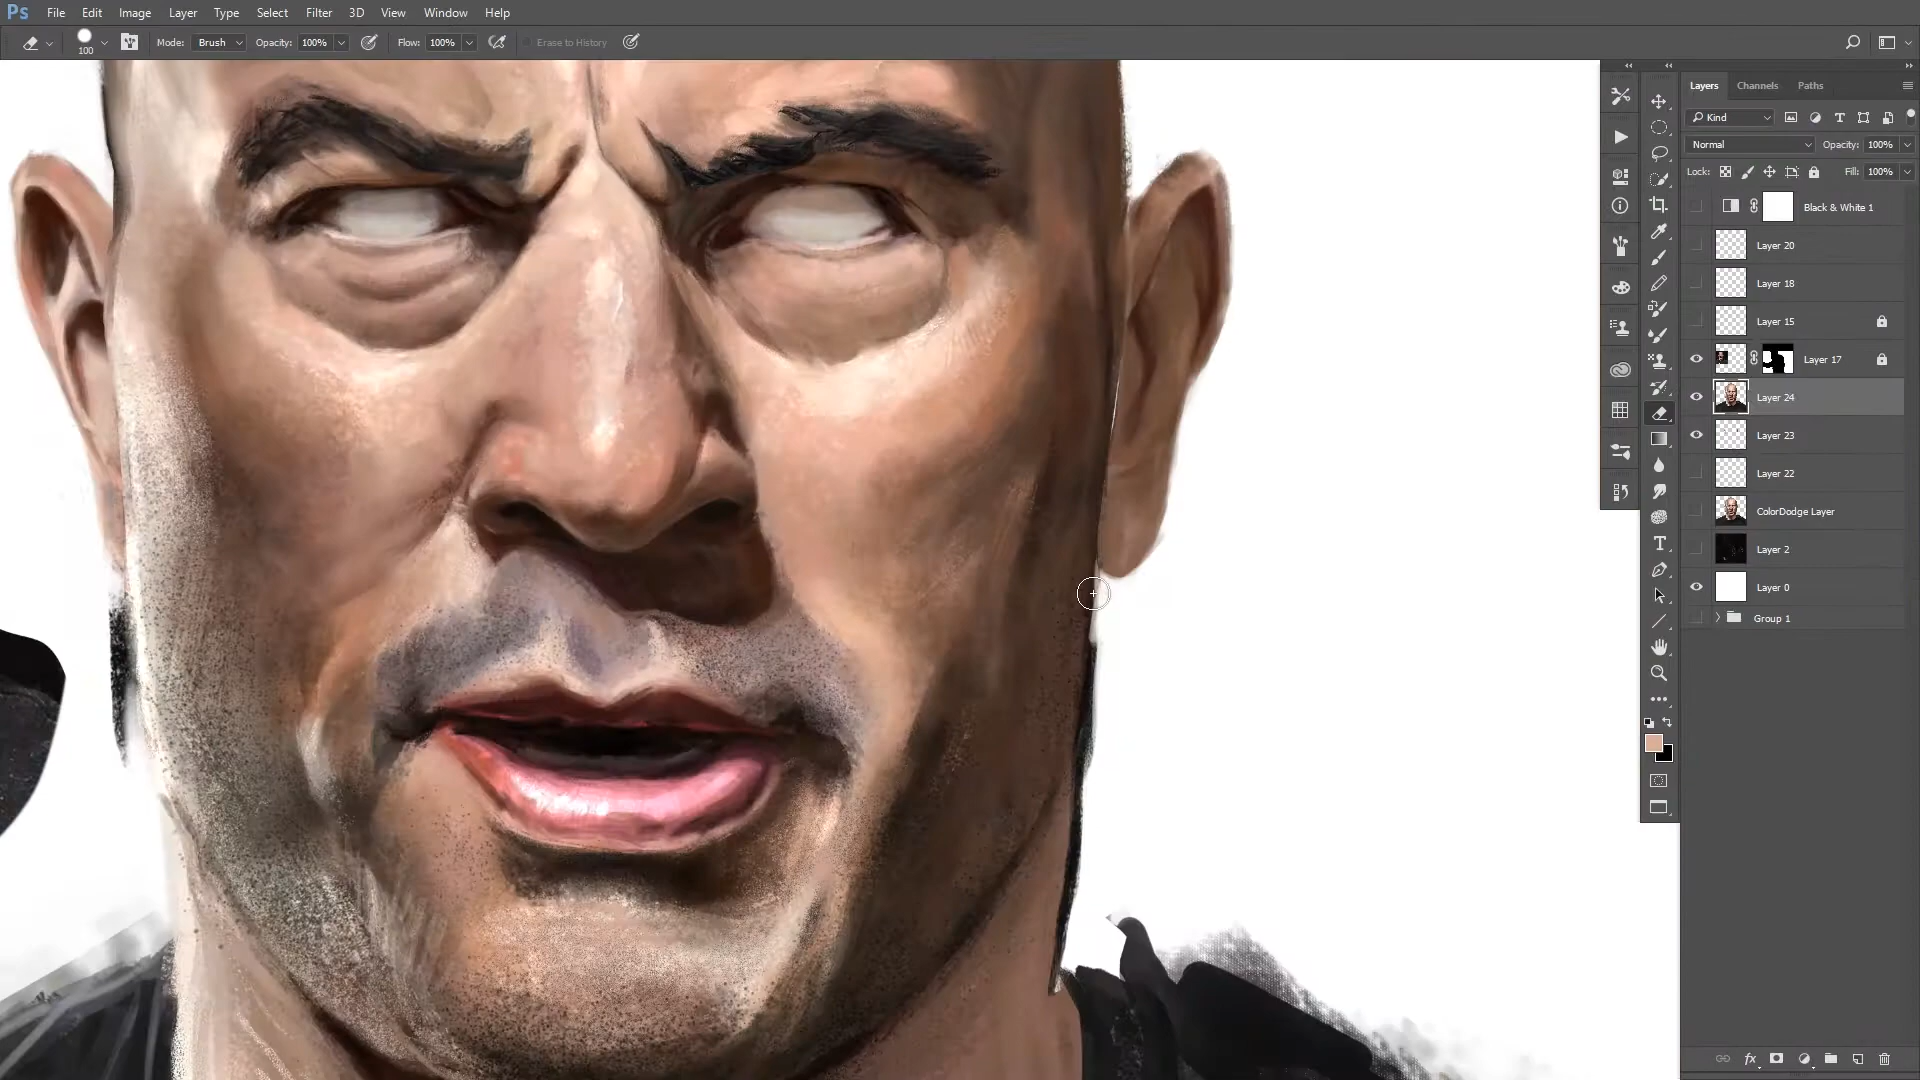 Ps File Edit Image Layer Type Select Filter 3D View Window Help
100 Mode: Brush Opacity: 100% Flow: 100% Erase to History
Layers Channels Paths
Kind
Normal Opacity: 100%
Lock: Fill: 100%
Black & White 1
Layer 20
Layer 18
Layer 15
Layer 17
Layer 24
Layer 23
Layer 22
ColorDodge Layer
Layer 2
Layer 0
Group 1